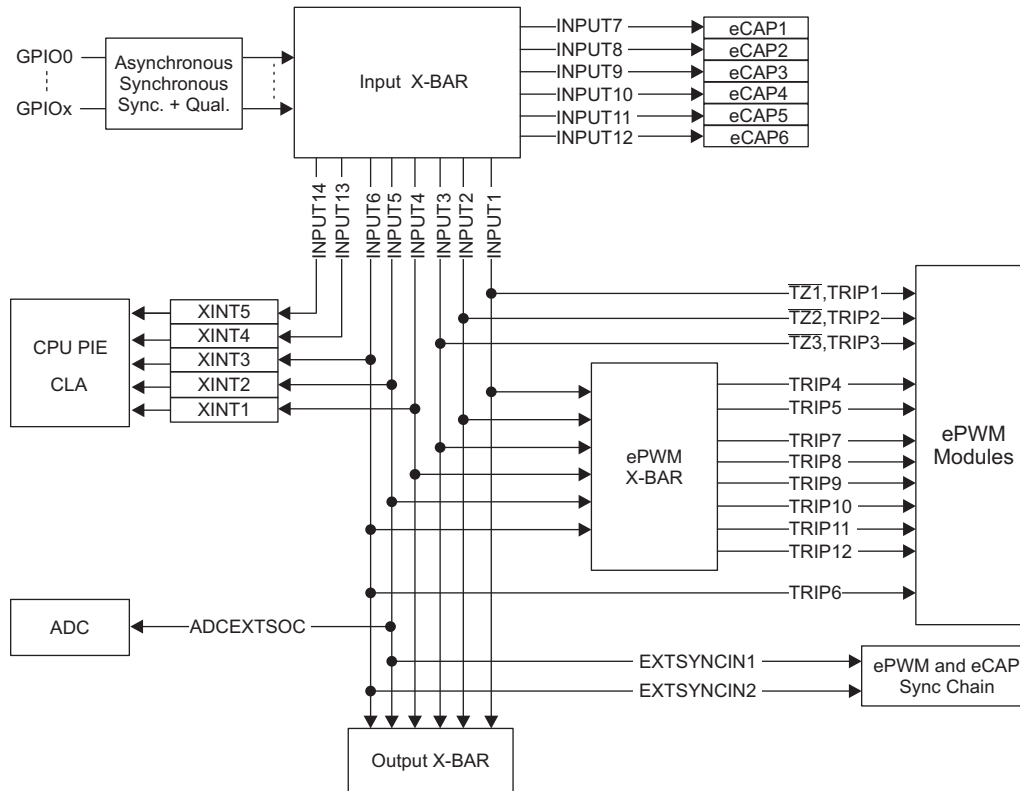 GPIO0
GPIOx
Asynchronous
Synchronous
Sync. + Qual.
Input X-BAR
INPUT7
INPUT8
INPUT9
INPUT10
INPUT11
INPUT12
eCAP1
eCAP2
eCAP3
eCAP4
eCAP5
eCAP6
INPUT14
INPUT13
INPUT6
INPUT5
INPUT4
INPUT3
INPUT2
INPUT1
CPU PIE
CLA
XINT5
XINT4
XINT3
XINT2
XINT1
TZ1,TRIP1
TZ2,TRIP2
TZ3,TRIP3
ePWM
X-BAR
TRIP4
TRIP5
TRIP7
TRIP8
TRIP9
TRIP10
TRIP11
TRIP12
TRIP6
ePWM
Modules
ADC
ADCEXTSOC
EXTSYNCIN1
EXTSYNCIN2
ePWM and eCAP
Sync Chain
Output X-BAR